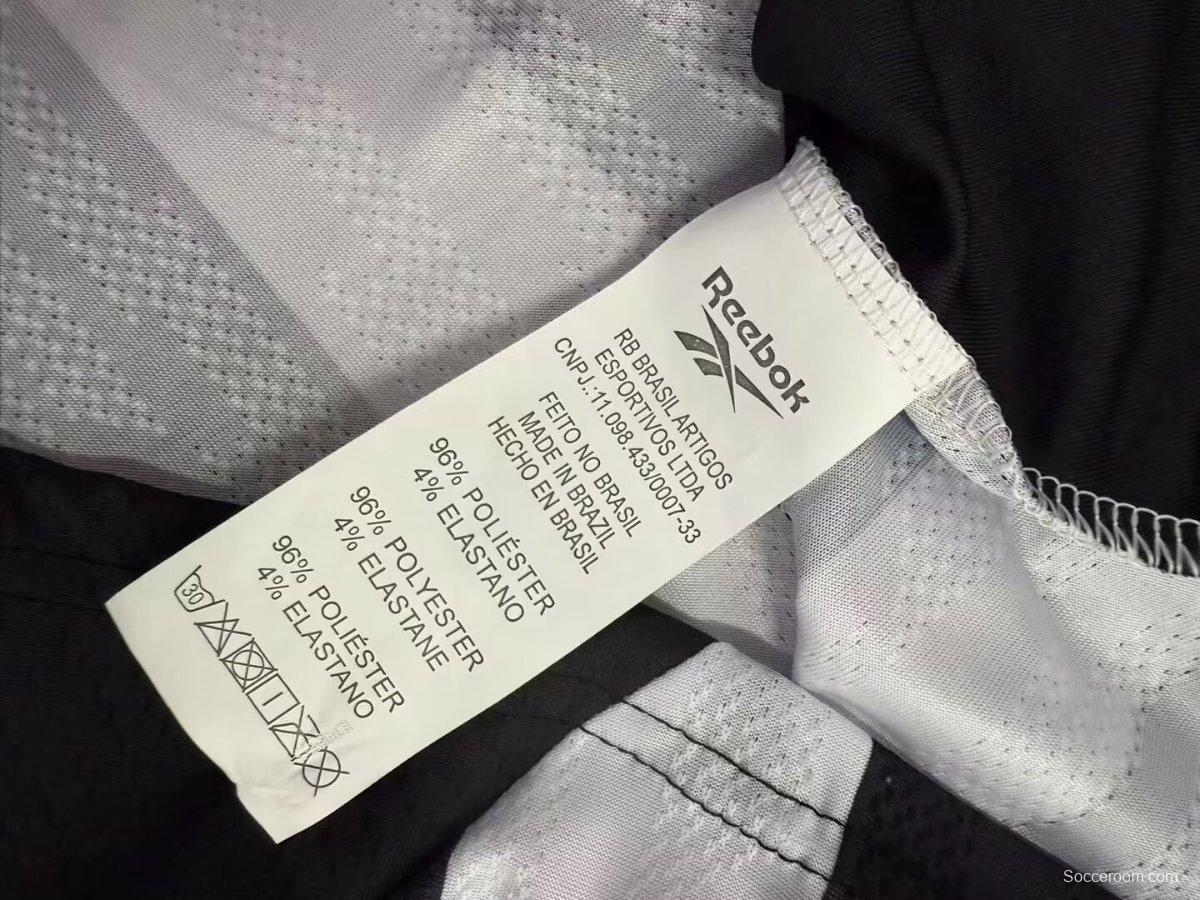 Reebok
RB BRASIL ARTIGOS
ESPORTIVOS LTDA
CNPJ.:11.098.433/0007-33
FEITO NO BRASIL
MADE IN BRAZIL
HECHO EN BRASIL
96% POLIÉSTER
4% ELASTANO
96% POLYESTER
4% ELASTANE
96% POLIÉSTER
4% ELASTANO
30
Socceroom.com